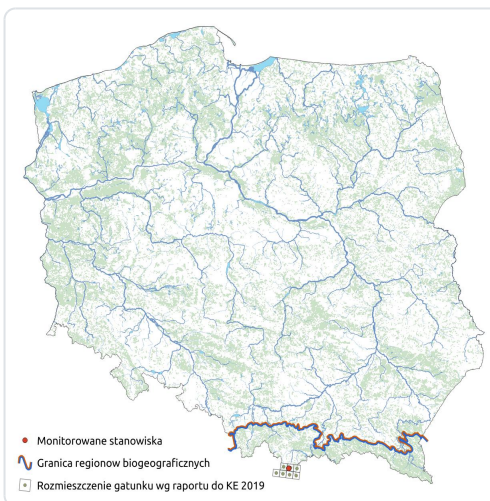 Monitorowane stanowiska
Granica regionow biogeograficznych
Rozmieszczenie gatunku wg raportu do KE 2019